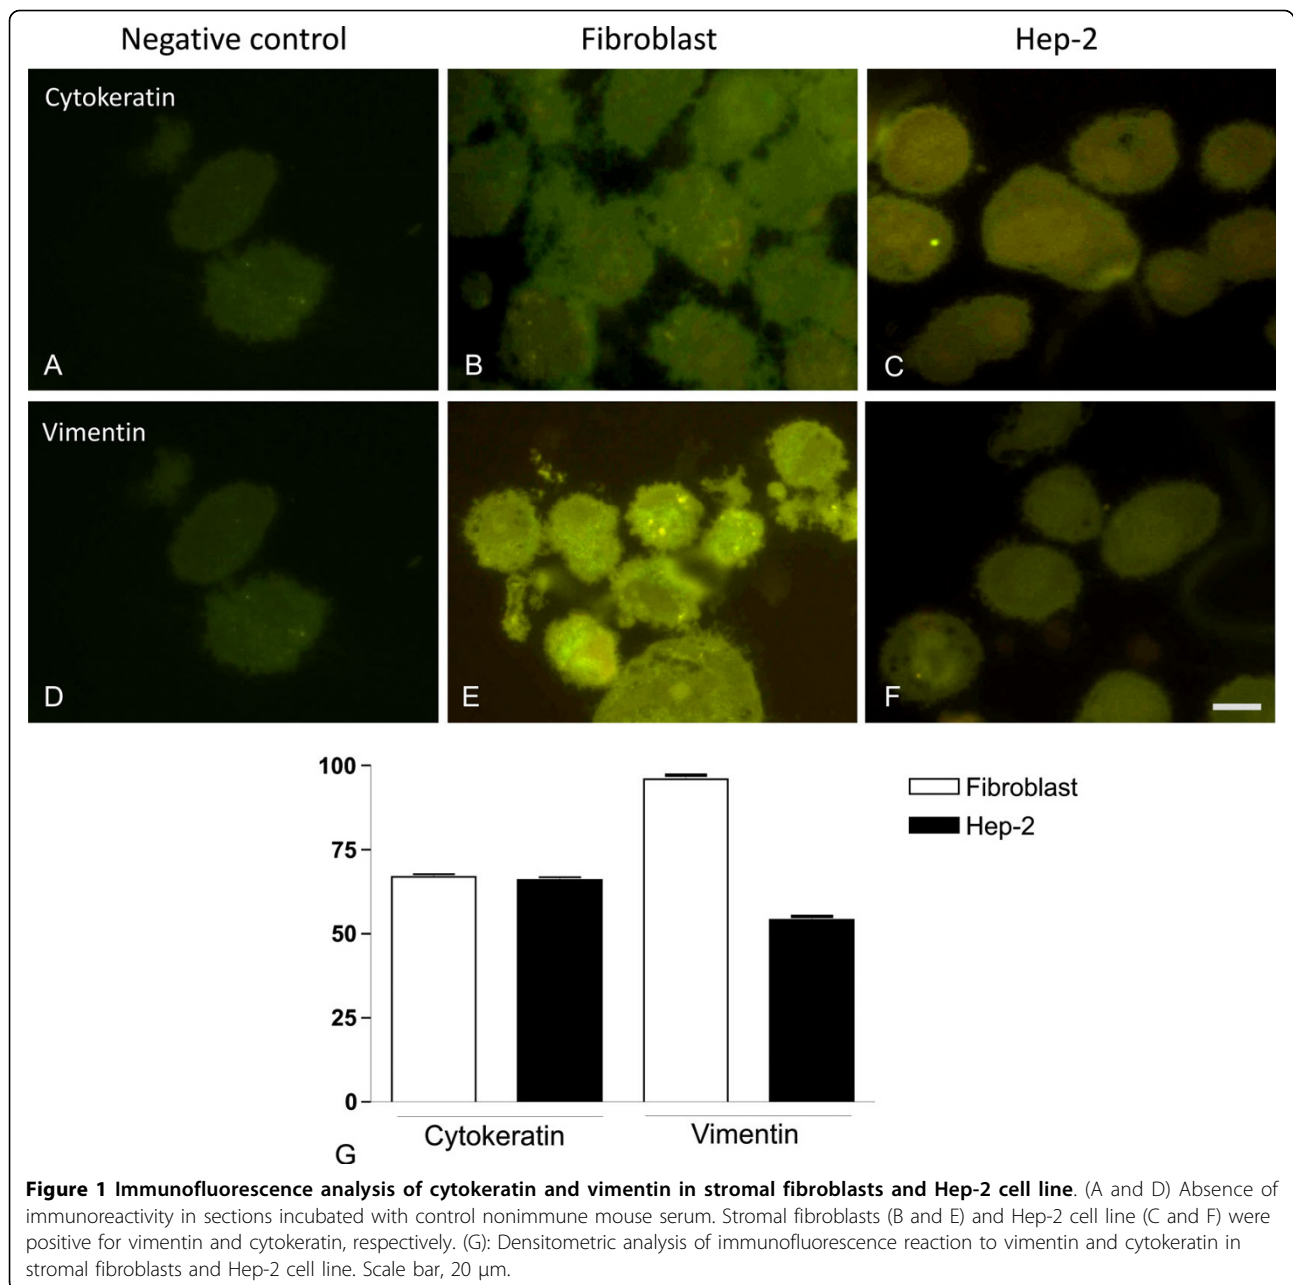 Negative control Fibroblast Hep-2
Cytokeratin
A B C
Vimentin
D E F
100
75
50
25
0
Fibroblast
Hep-2
Cytokeratin Vimentin
G
Figure 1 Immunofluorescence analysis of cytokeratin and vimentin in stromal fibroblasts and Hep-2 cell line. (A and D) Absence of
immunoreactivity in sections incubated with control nonimmune mouse serum. Stromal fibroblasts (B and E) and Hep-2 cell line (C and F) were
positive for vimentin and cytokeratin, respectively. (G): Densitometric analysis of immunofluorescence reaction to vimentin and cytokeratin in
stromal fibroblasts and Hep-2 cell line. Scale bar, 20 μm.